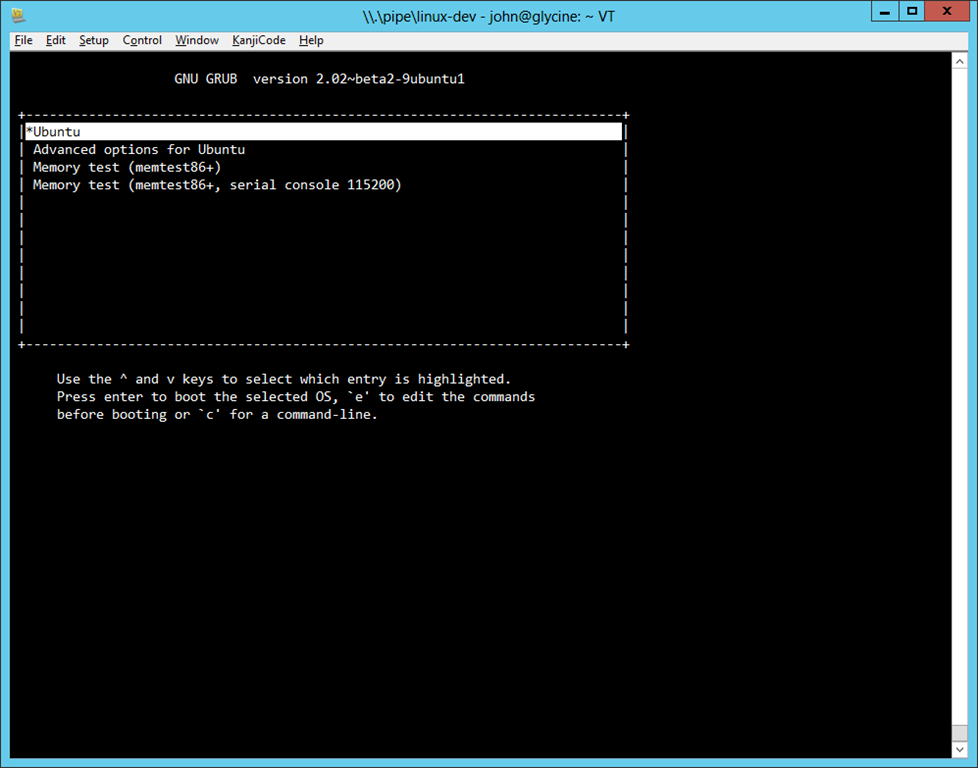 \\.\pipe\linux-dev - john@glycine: ~ VT
File Edit Setup Control Window KanjiCode Help
GNU GRUB  version 2.02~beta2-9ubuntu1
*Ubuntu
Advanced options for Ubuntu
Memory test (memtest86+)
Memory test (memtest86+, serial console 115200)
Use the ^ and v keys to select which entry is highlighted.
Press enter to boot the selected OS, `e' to edit the commands
before booting or `c' for a command-line.